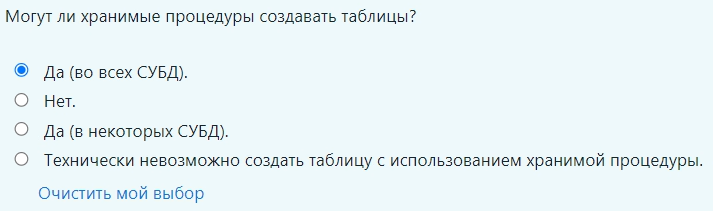 Могут ли хранимые процедуры создавать таблицы?
Да (во всех СУБД).
Нет.
Да (в некоторых СУБД).
Технически невозможно создать таблицу с использованием хранимой процедуры.
Очистить мой выбор